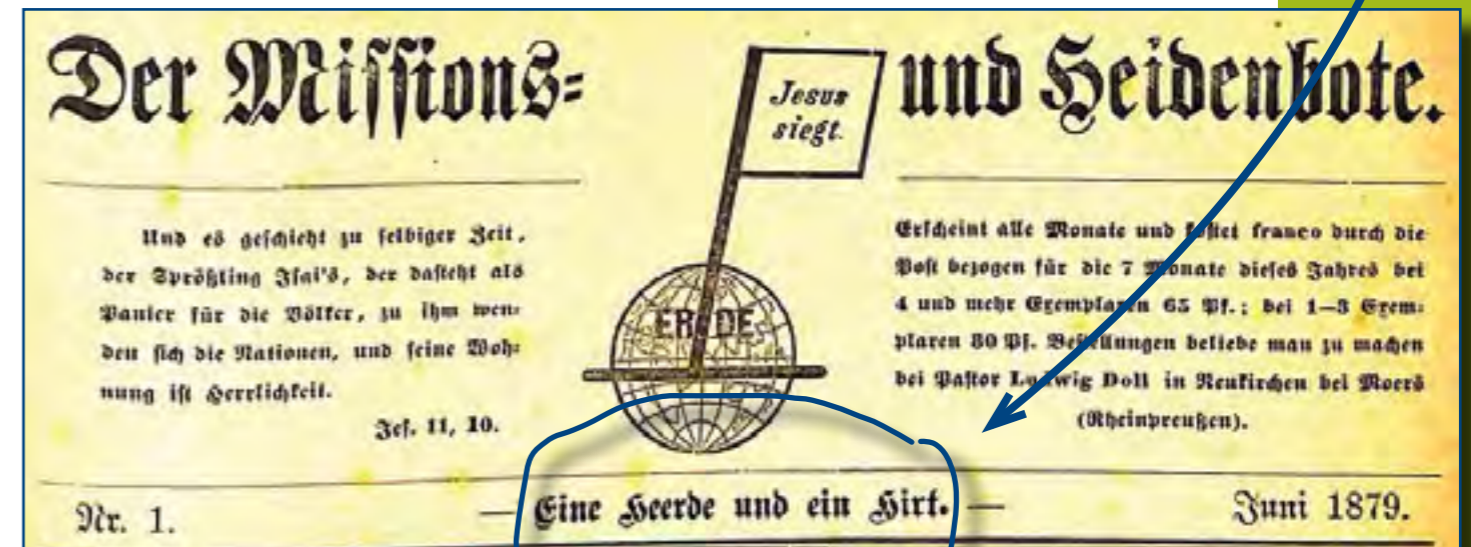 Der Missions=
und Heidenbote.
Jesus
siegt.
Und es geschieht zu selbiger Zeit,
der Sprößling Isai's, der dasteht als
Panier für die Völker, zu ihm wen=
den sich die Nationen, und seine Woh=
nung ist Herrlichkeit.
Jes. 11, 10.
ERDE
Erscheint alle Monate und kostet franco durch die
Post bezogen für die 7 Monate dieses Jahres bei
4 und mehr Exemplaren 65 Pf.; bei 1–3 Exem=
plaren 80 Pf. Bestellungen beliebe man zu machen
bei Pastor Ludwig Doll in Neukirchen bei Moers
(Rheinpreußen).
Nr. 1.
— Eine Heerde und ein Hirt. —
Juni 1879.